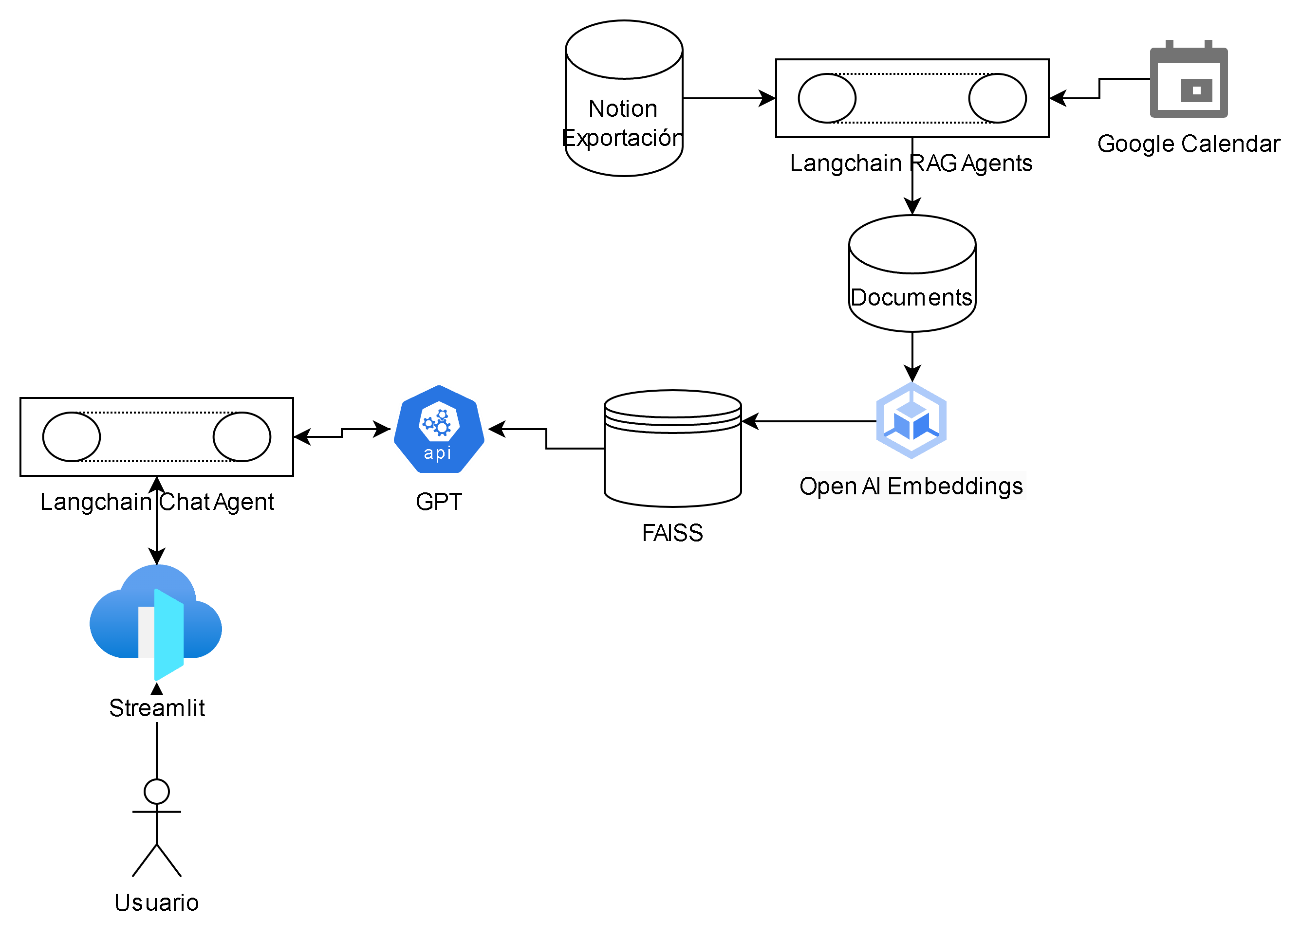 Notion
Exportación
Langchain RAG Agents
Google Calendar
Documents
Open AI Embeddings
FAISS
api
GPT
Langchain Chat Agent
Streamlit
Usuario